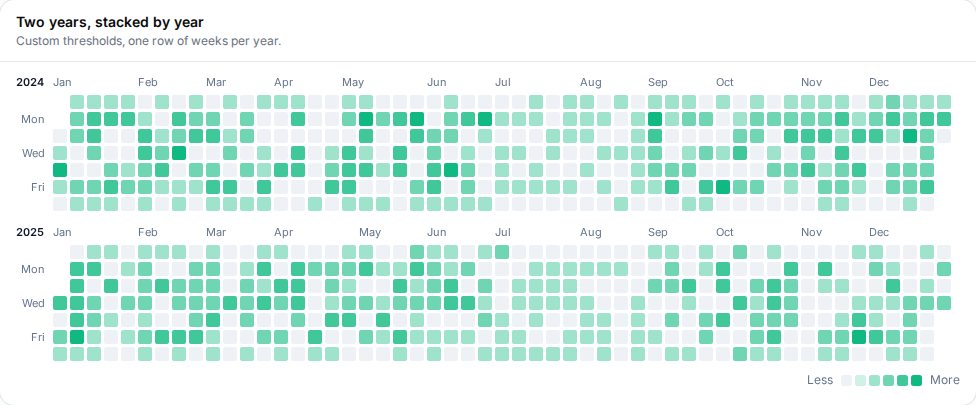 Two years, stacked by year
Custom thresholds, one row of weeks per year.
2024 Jan Feb Mar Apr May Jun Jul Aug Sep Oct Nov Dec
Mon
Wed
Fri
2025 Jan Feb Mar Apr May Jun Jul Aug Sep Oct Nov Dec
Mon
Wed
Fri
Less More